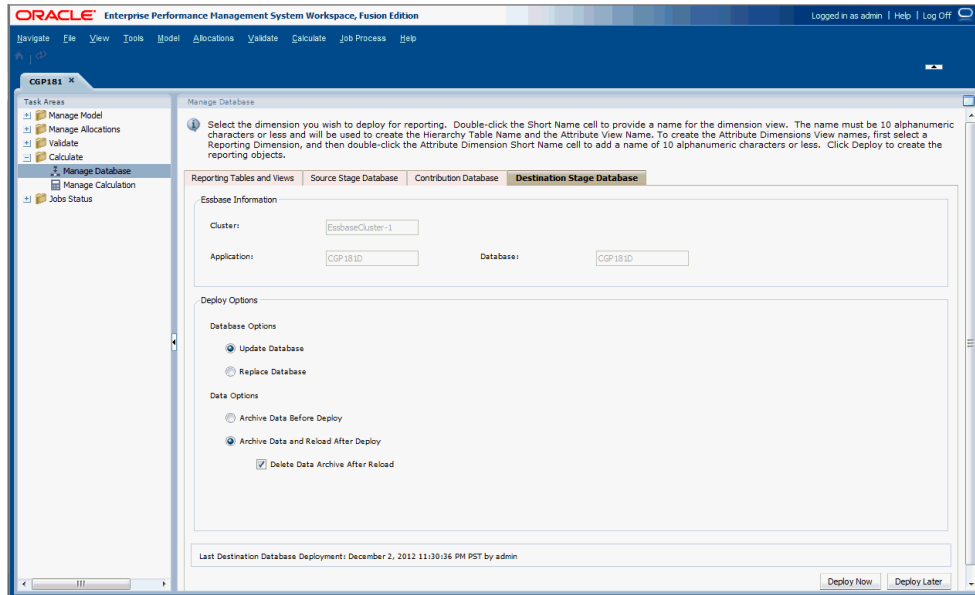 ORACLE Enterprise Performance Management System Workspace, Fusion Edition
Logged in as admin | Help | Log Off
Navigate File View Tools Model Allocations Validate Calculate Job Process Help
CGP181
Task Areas
Manage Model
Manage Allocations
Validate
Calculate
Manage Database
Manage Calculation
Jobs Status
Manage Database
Select the dimension you wish to deploy for reporting. Double-click the Short Name cell to provide a name for the dimension view. The name must be 10 alphanumeric
characters or less and will be used to create the Hierarchy Table Name and the Attribute View Name. To create the Attribute Dimensions View names, first select a
Reporting Dimension, and then double-click the Attribute Dimension Short Name cell to add a name of 10 alphanumeric characters or less. Click Deploy to create the
reporting objects.
Reporting Tables and Views Source Stage Database Contribution Database Destination Stage Database
Essbase Information
Cluster: EssbaseCluster-1
Application: CGP181D Database: CGP181D
Deploy Options
Database Options
Update Database
Replace Database
Data Options
Archive Data Before Deploy
Archive Data and Reload After Deploy
Delete Data Archive After Reload
Last Destination Database Deployment: December 2, 2012 11:30:36 PM PST by admin
Deploy Now Deploy Later